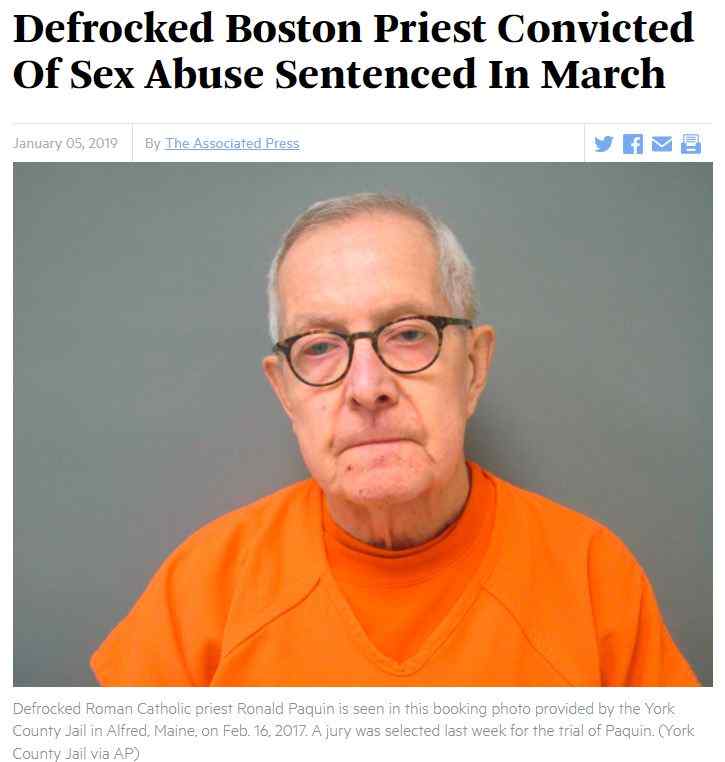 Defrocked Boston Priest Convicted
Of Sex Abuse Sentenced In March
January 05, 2019
By The Associated Press
Defrocked Roman Catholic priest Ronald Paquin is seen in this booking photo provided by the York
County Jail in Alfred, Maine, on Feb. 16, 2017. A jury was selected last week for the trial of Paquin. (York
County Jail via AP)